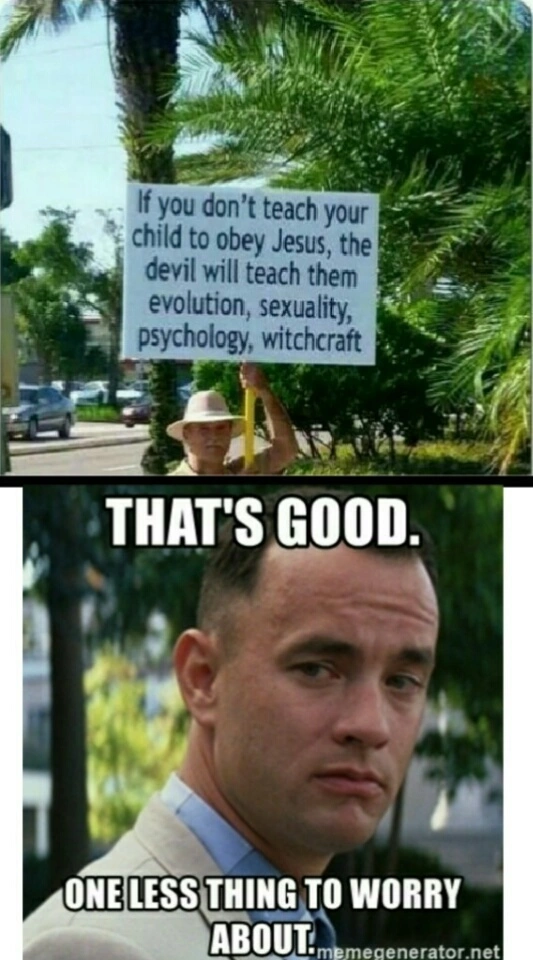 If you don't teach your
child to obey Jesus, the
devil will teach them
evolution, sexuality,
psychology, witchcraft
THAT'S GOOD.
ONE LESS THING TO WORRY
ABOUT.
memegenerator.net